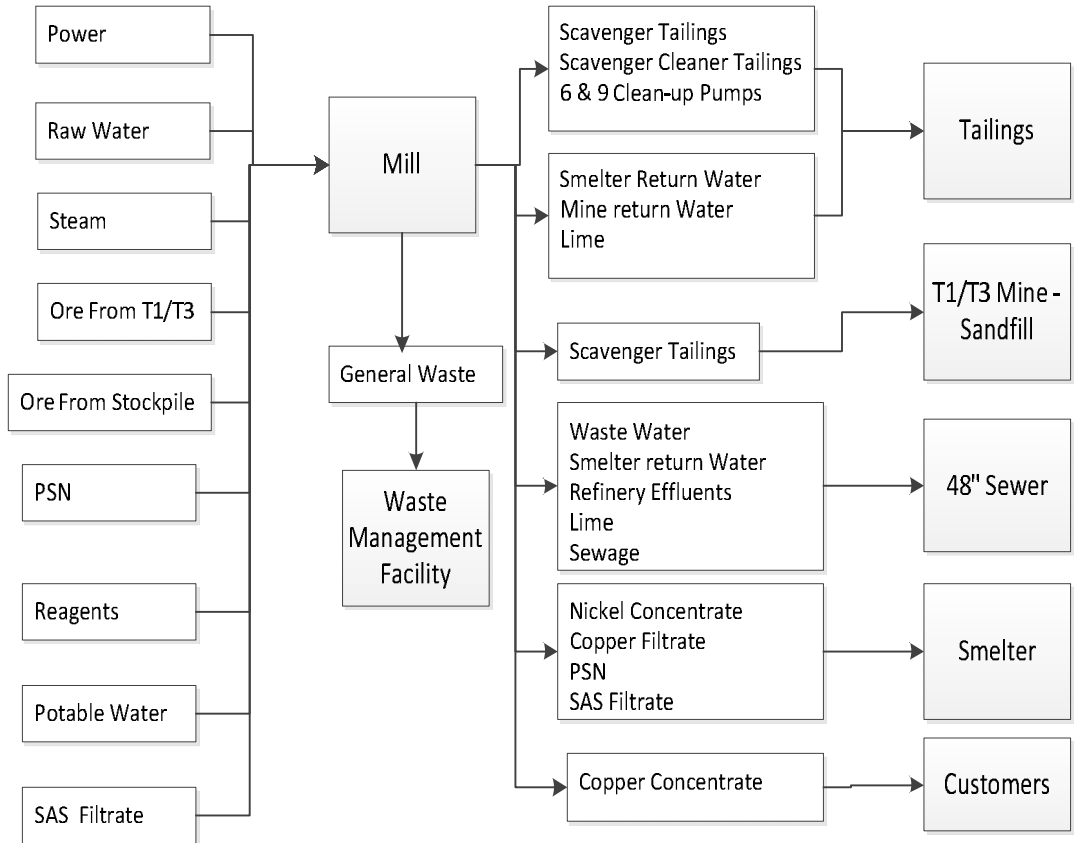 Power
Raw Water
Steam
Ore From T1/T3
Ore From Stockpile
PSN
Reagents
Potable Water
SAS Filtrate
Mill
General Waste
Waste
Management
Facility
Scavenger Tailings
Scavenger Cleaner Tailings
6 & 9 Clean-up Pumps
Smelter Return Water
Mine return Water
Lime
Scavenger Tailings
Waste Water
Smelter return Water
Refinery Effluents
Lime
Sewage
Nickel Concentrate
Copper Filtrate
PSN
SAS Filtrate
Copper Concentrate
Tailings
T1/T3 Mine -
Sandfill
48" Sewer
Smelter
Customers